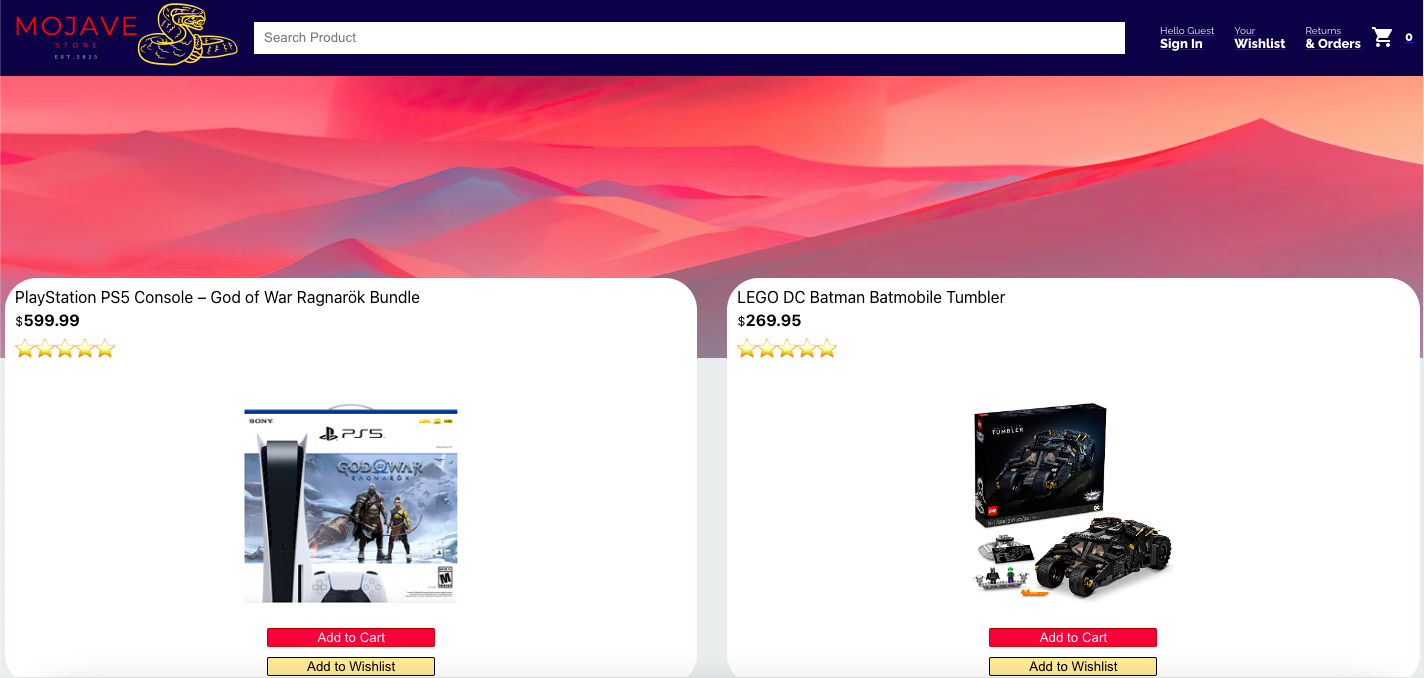 MOJAVE
STORE
EST.2023
Search Product
Hello Guest
Sign In
Your
Wishlist
Returns
& Orders
0
PlayStation PS5 Console – God of War Ragnarök Bundle
$599.99
SONY
PS5
GOD OF WAR
RAGNARÖK
M
Add to Cart
Add to Wishlist
LEGO DC Batman Batmobile Tumbler
$269.95
TUMBLER
LEGO
DC
Add to Cart
Add to Wishlist